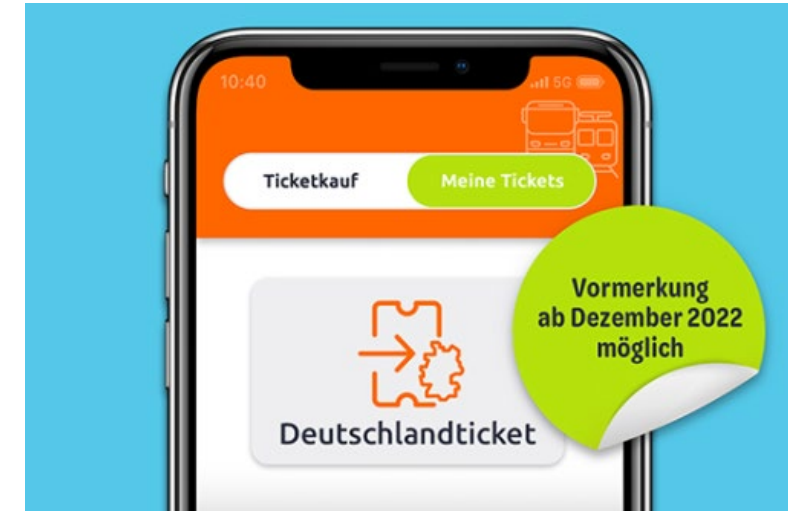 10:40
5G
Ticketkauf
Meine Tickets
Vormerkung
ab Dezember 2022
möglich
Deutschlandticket